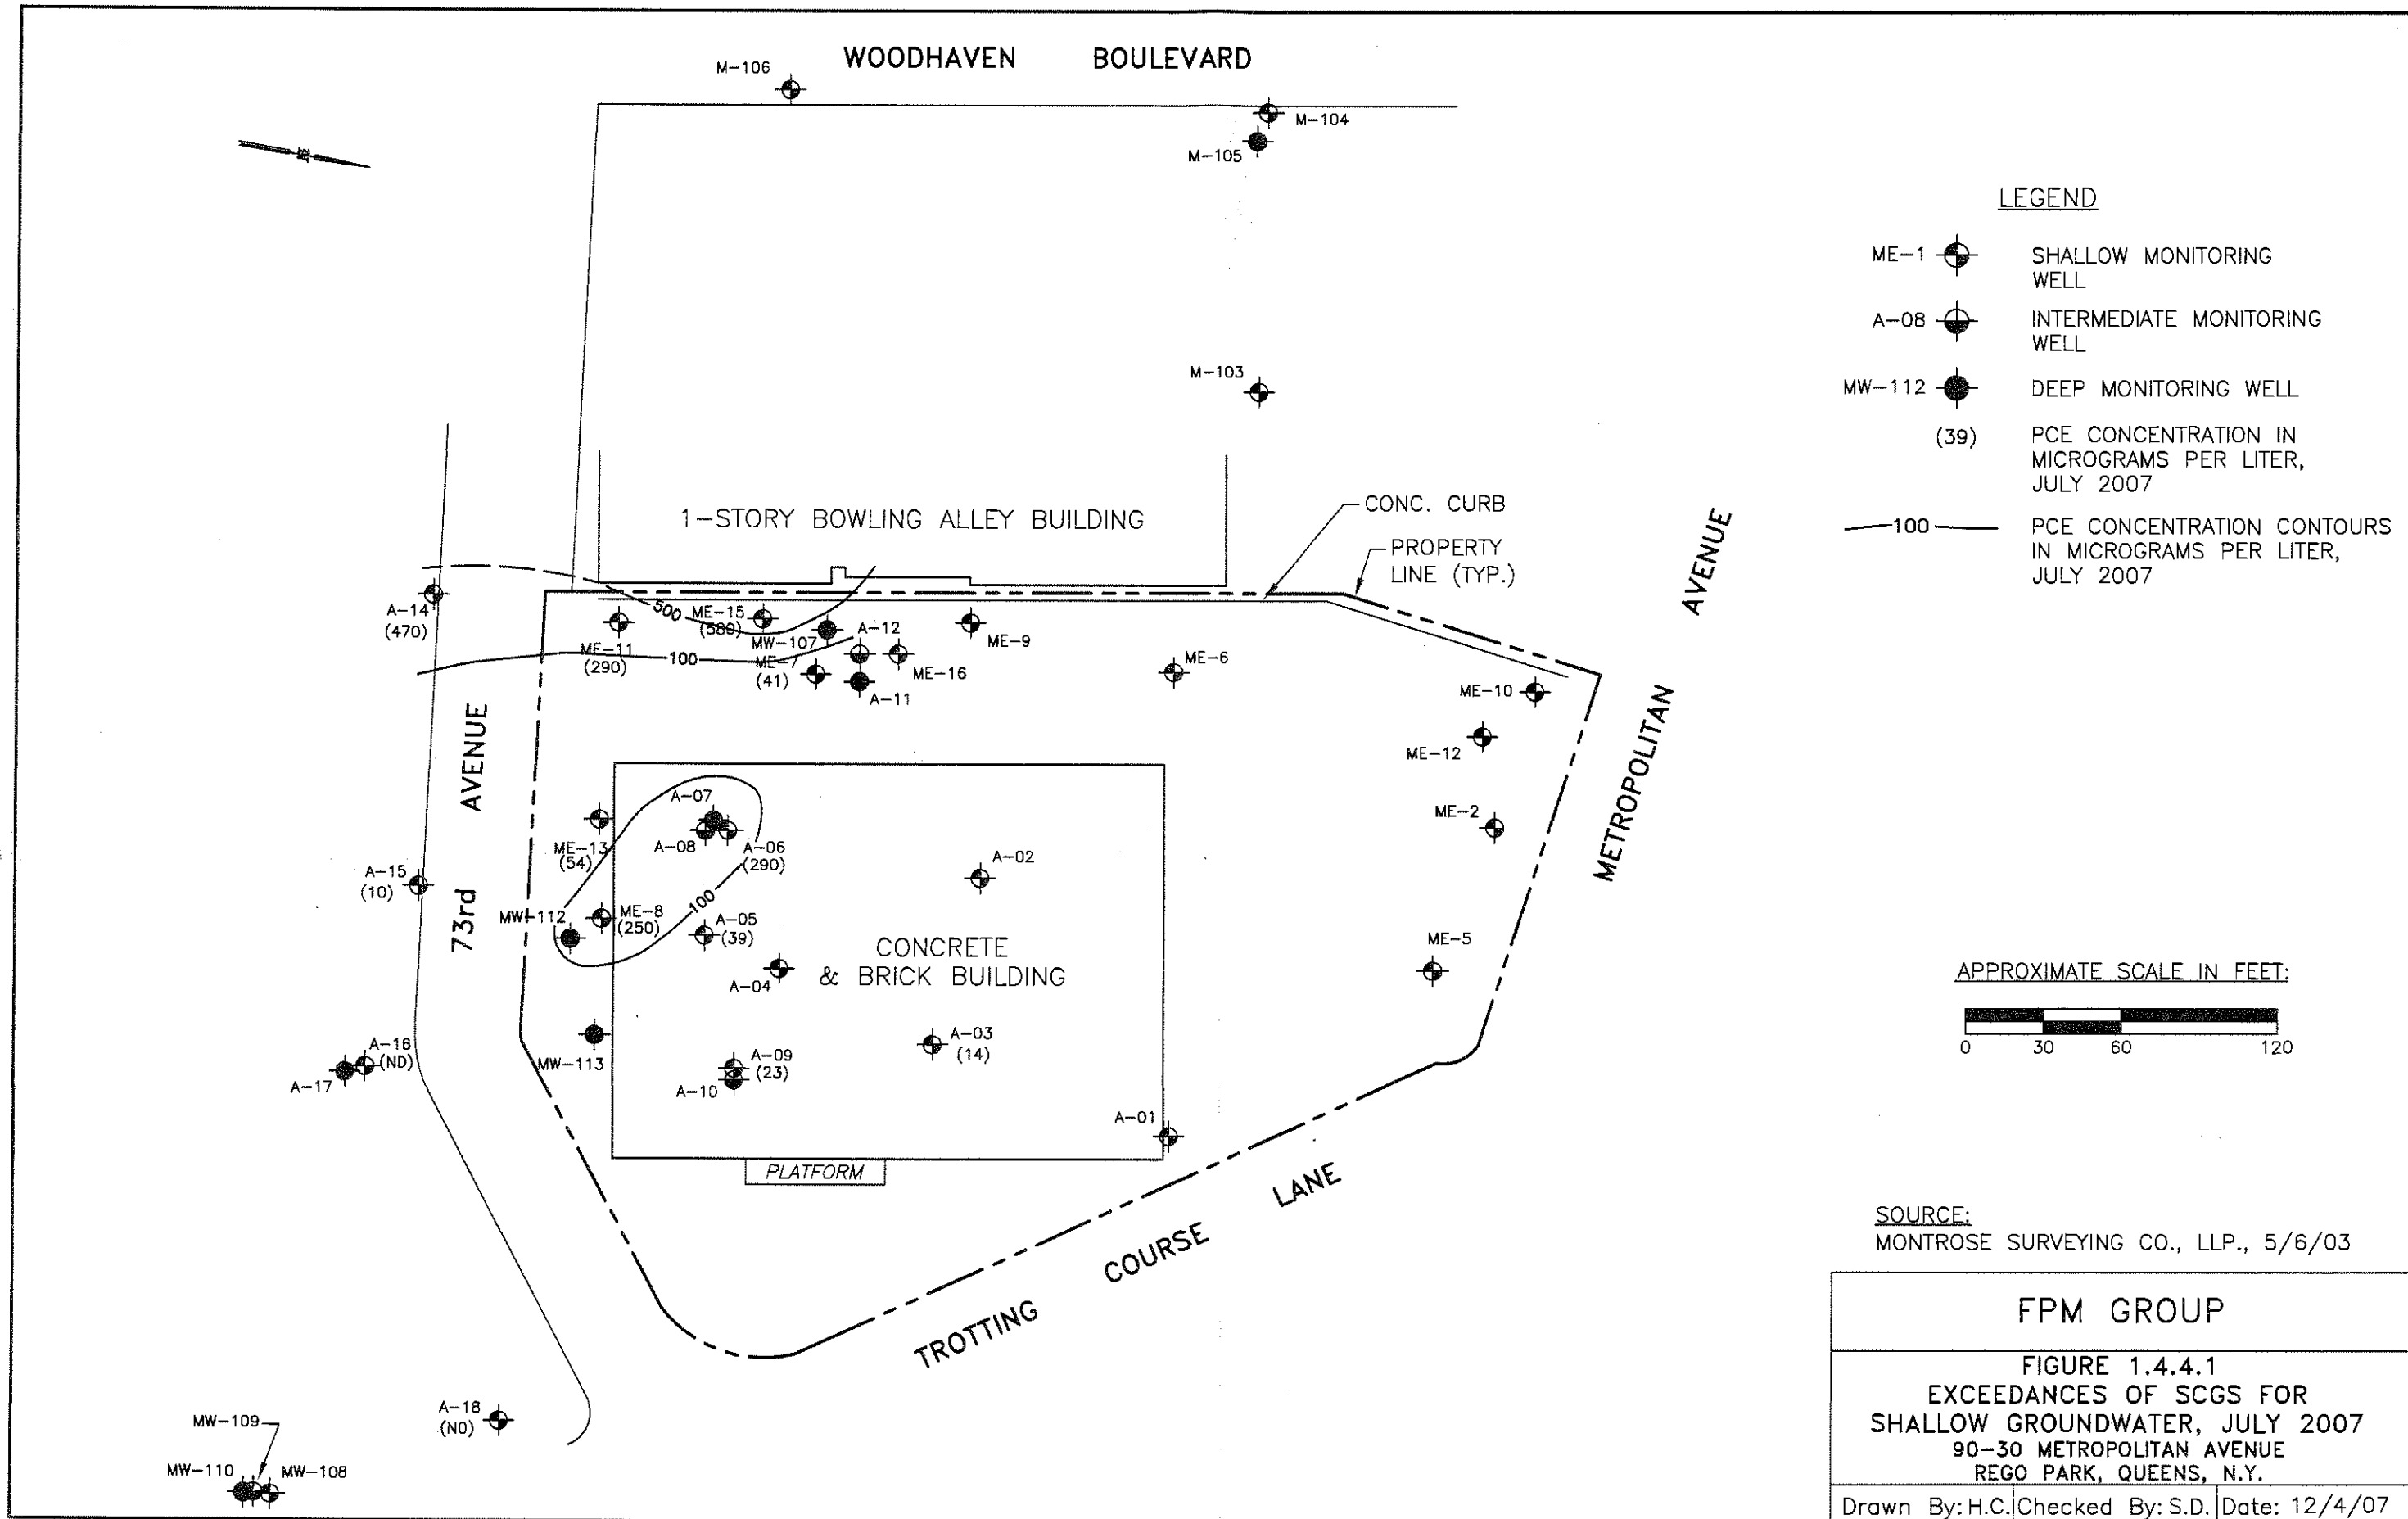 WOODHAVEN BOULEVARD
M-106
M-104
M-105
M-103
1-STORY BOWLING ALLEY BUILDING
CONC. CURB
PROPERTY
LINE (TYP.)
METROPOLITAN AVENUE
A-14
(470)
500
ME-15
(580)
MW-107
A-12
ME-9
ME-11
(290)
100
ME-7
(41)
ME-16
A-11
ME-6
ME-10
ME-12
ME-2
ME-5
73rd AVENUE
A-07
A-08
A-06
(290)
ME-13
(54)
A-15
(10)
A-02
MW-112
ME-8
(250)
100
A-05
(39)
A-04
CONCRETE
& BRICK BUILDING
A-03
(14)
MW-113
A-09
(23)
A-10
A-16
(ND)
A-17
A-01
PLATFORM
TROTTING COURSE LANE
A-18
(ND)
MW-109
MW-110
MW-108
LEGEND
ME-1 SHALLOW MONITORING
WELL
A-08 INTERMEDIATE MONITORING
WELL
MW-112 DEEP MONITORING WELL
(39) PCE CONCENTRATION IN
MICROGRAMS PER LITER,
JULY 2007
100 PCE CONCENTRATION CONTOURS
IN MICROGRAMS PER LITER,
JULY 2007
APPROXIMATE SCALE IN FEET:
0 30 60 120
SOURCE:
MONTROSE SURVEYING CO., LLP., 5/6/03
FPM GROUP
FIGURE 1.4.4.1
EXCEEDANCES OF SCGS FOR
SHALLOW GROUNDWATER, JULY 2007
90-30 METROPOLITAN AVENUE
REGO PARK, QUEENS, N.Y.
Drawn By: H.C. Checked By: S.D. Date: 12/4/07